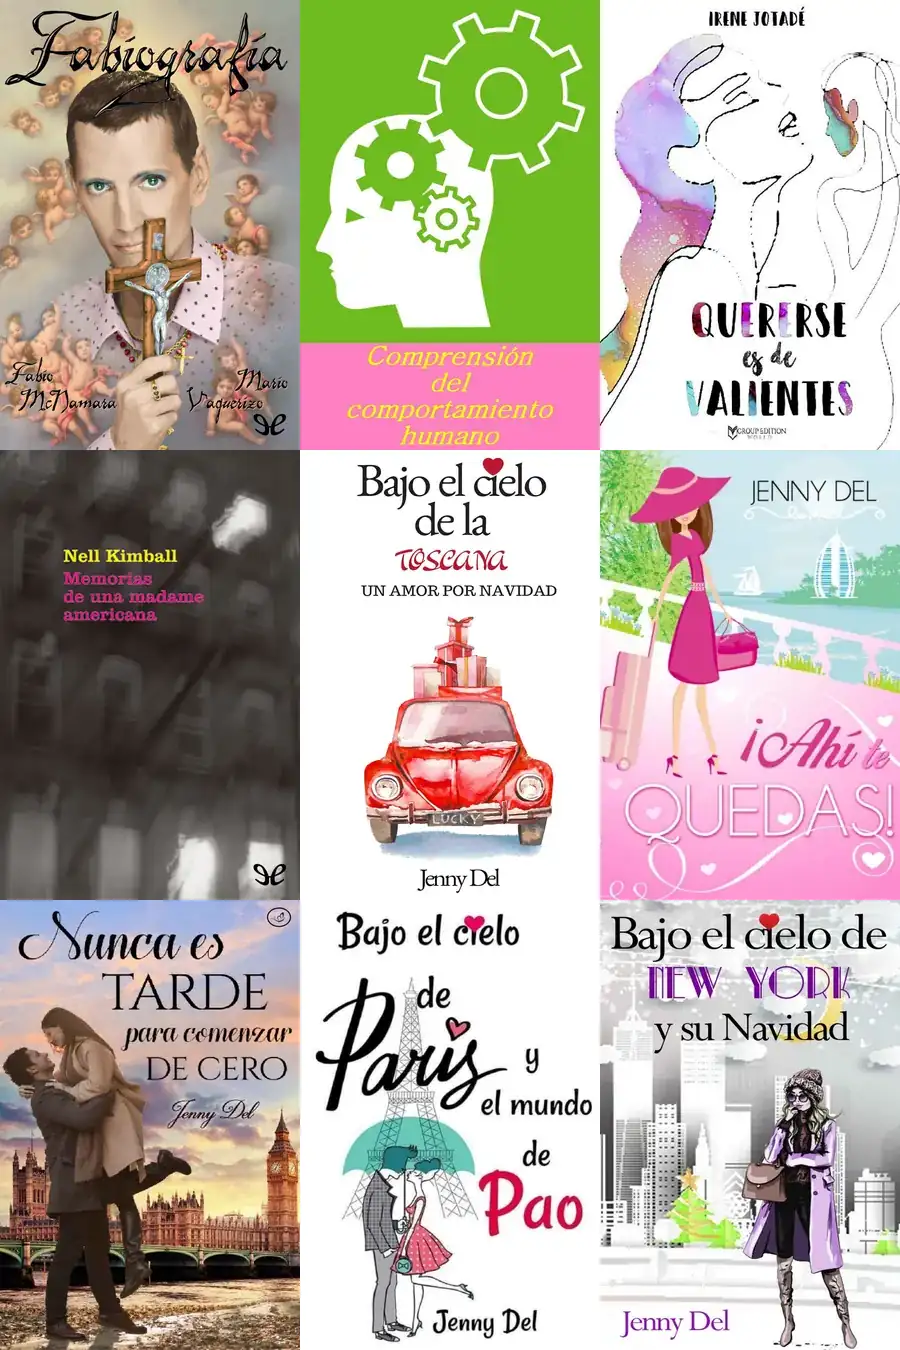 Fabiografía
Fabio
McNamara
Mario
Vaquerizo
Comprensión
del
comportamiento
humano
IRENE JOTADÉ
QUERERSE
es de
VALIENTES
GROUP EDITION
WORLD
Nell Kimball
Memorias
de una madame
americana
Bajo el cielo
de la
TOSCANA
UN AMOR POR NAVIDAD
LUCKY
Jenny Del
JENNY DEL
¡Ahí te
QUEDAS!
Nunca es
TARDE
para comenzar
DE CERO
Jenny Del
Bajo el cielo
de
París
y
el mundo
de
Pao
Jenny Del
Bajo el cielo de
NEW YORK
y su Navidad
Jenny Del